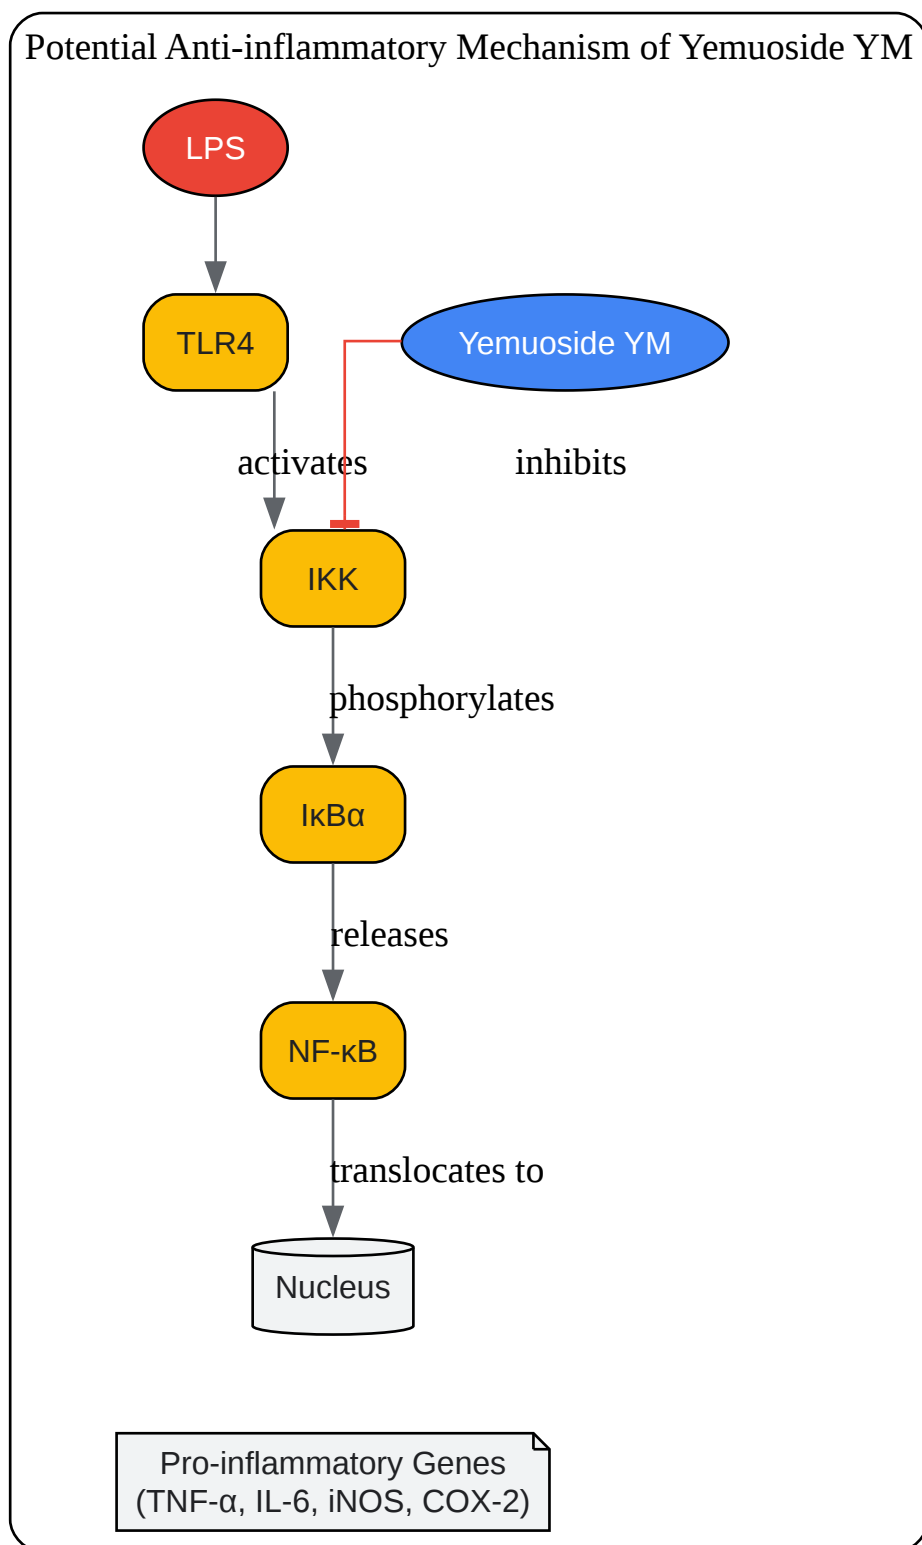 Potential Anti-inflammatory Mechanism of Yemuoside YM
LPS
TLR4
Yemuoside YM
activates
inhibits
IKK
phosphorylates
IκBα
releases
NF-κB
translocates to
Nucleus
Pro-inflammatory Genes
(TNF-α, IL-6, iNOS, COX-2)